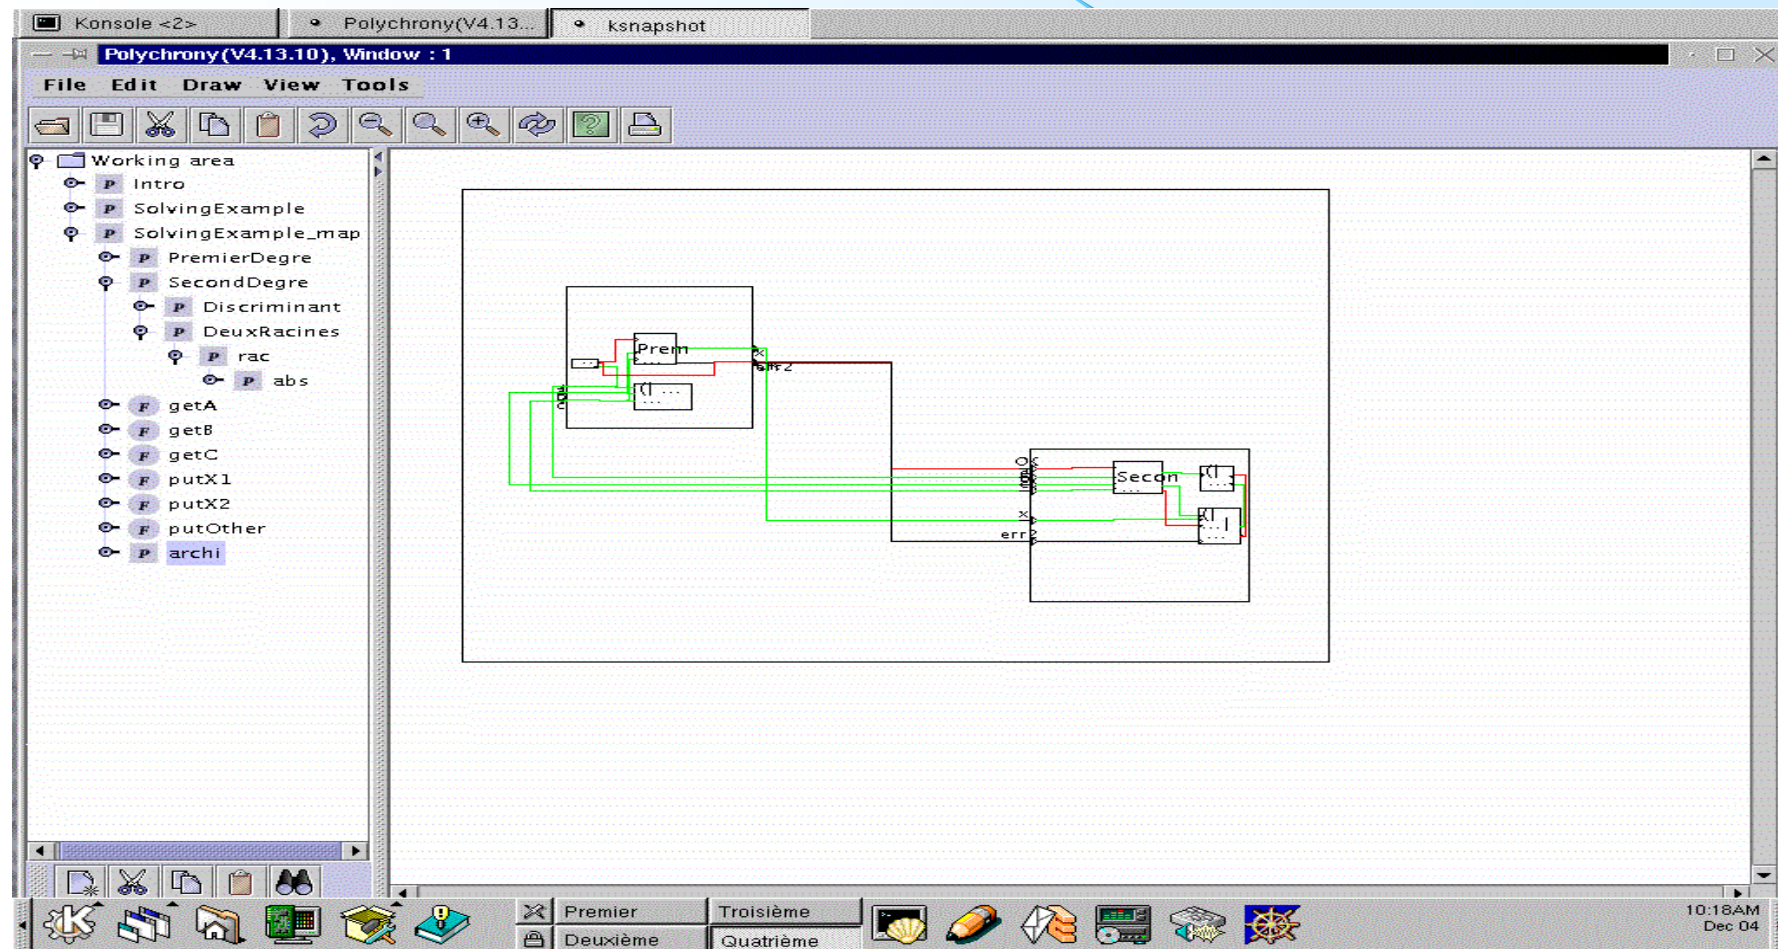 Konsole <2>
Polychrony(V4.13...
ksnapshot
Polychrony(V4.13.10), Window : 1
File Edit Draw View Tools
Working area
P Intro
P SolvingExample
P SolvingExample_map
P PremierDegre
P SecondDegre
P Discriminant
P DeuxRacines
P rac
P abs
F getA
F getB
F getC
F putX1
F putX2
F putOther
P archi
Prem
...
x
(| ...
...
OK
Secon
...
(|
...
x
(|
... |
...
err2
Premier
Troisième
Deuxième
Quatrième
10:18AM
Dec 04